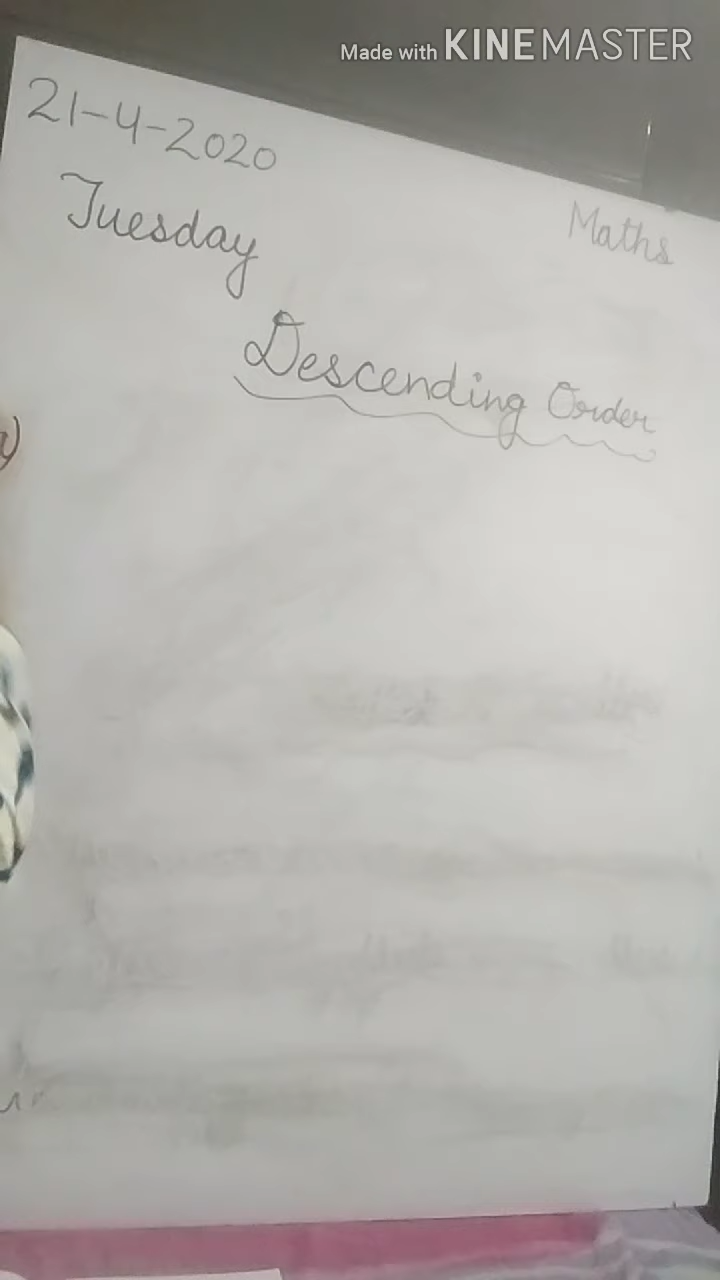 Made with KINEMASTER
21-4-2020
Tuesday
Maths
Descending Order